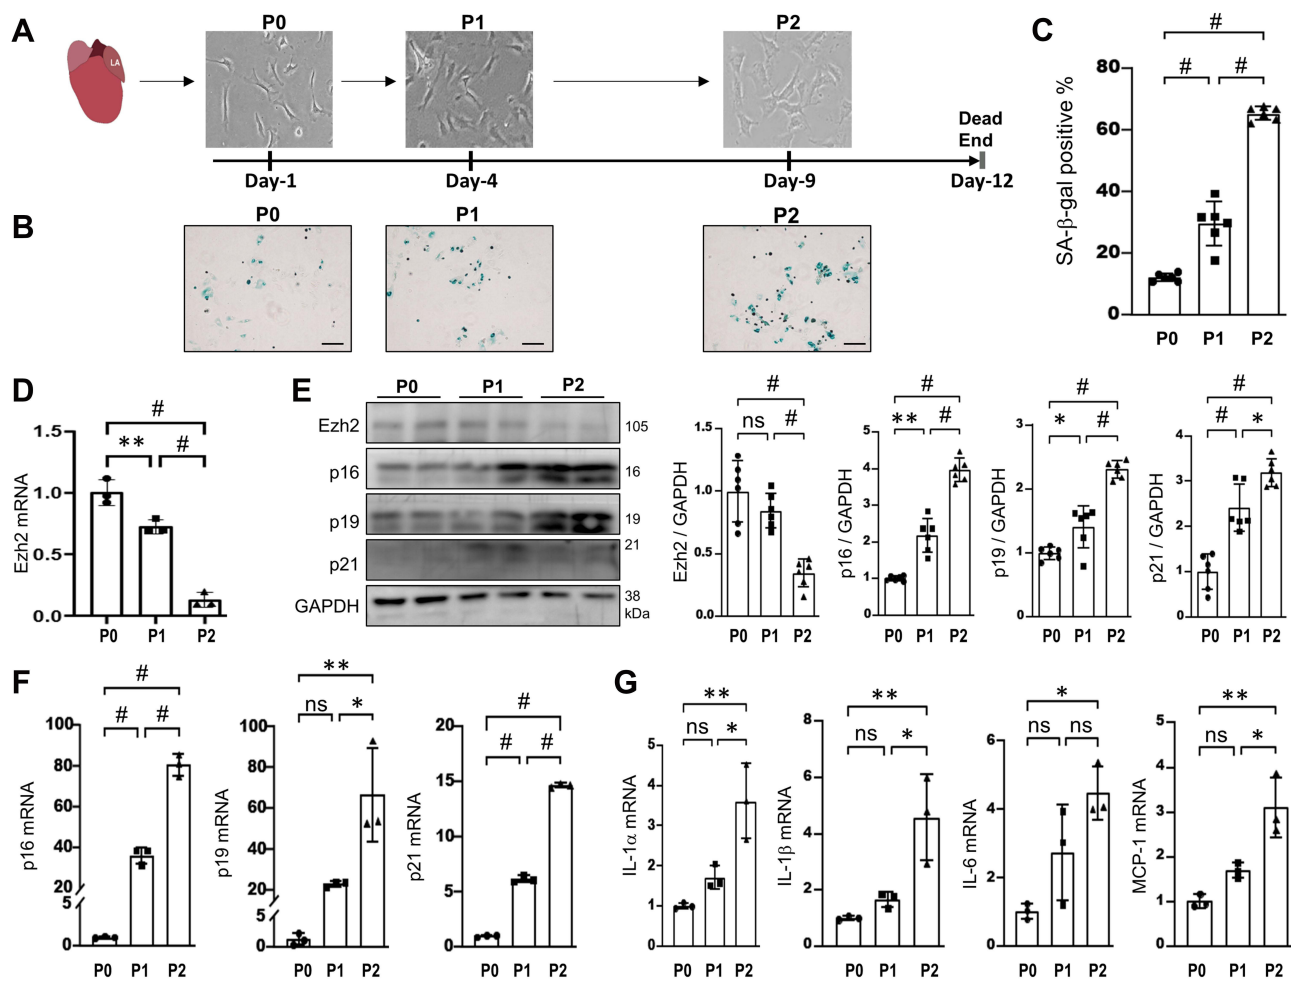 A
LA
P0
P1
P2
Dead
End
Day-1
Day-4
Day-9
Day-12
B
P0
P1
P2
C
SA-β-gal positive %
80
60
40
20
0
#
#
#
P0
P1
P2
D
Ezh2 mRNA
1.5
1.0
0.5
0.0
#
**
#
P0
P1
P2
E
P0
P1
P2
Ezh2
105
p16
16
p19
19
p21
21
GAPDH
38
kDa
Ezh2 / GAPDH
1.5
1.0
0.5
0.0
#
ns
#
P0
P1
P2
p16 / GAPDH
5
4
3
2
1
0
#
**
#
P0
P1
P2
p19 / GAPDH
3
2
1
0
#
*
#
P0
P1
P2
p21 / GAPDH
4
3
2
1
0
#
#
*
P0
P1
P2
F
p16 mRNA
100
80
60
40
20
5
0
#
#
#
P0
P1
P2
p19 mRNA
100
80
60
40
20
5
0
**
ns
*
P0
P1
P2
p21 mRNA
20
15
10
5
0
#
#
#
P0
P1
P2
G
IL-1α mRNA
5
4
3
2
1
0
**
ns
*
P0
P1
P2
IL-1β mRNA
8
6
4
2
0
**
ns
*
P0
P1
P2
IL-6 mRNA
6
4
2
0
*
ns
ns
P0
P1
P2
MCP-1 mRNA
5
4
3
2
1
0
**
ns
*
P0
P1
P2